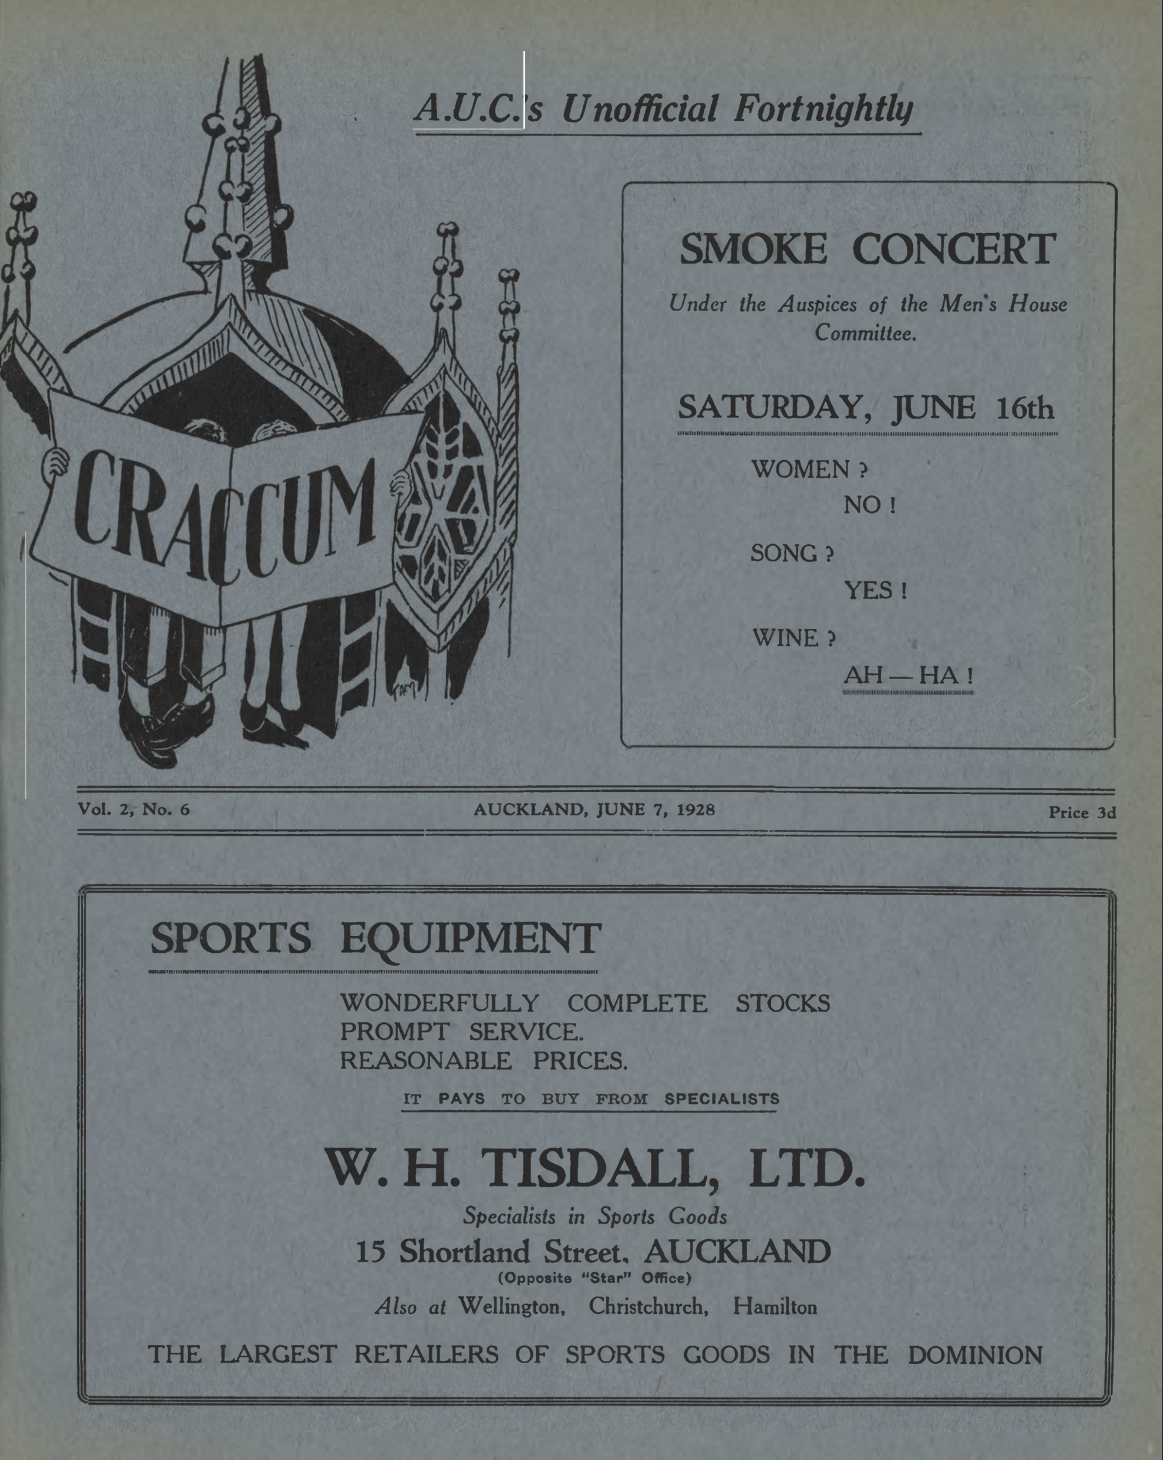 A.U.C.'s Unofficial Fortnightly
CRACCUM
SMOKE CONCERT
Under the Auspices of the Men's House
Committee.
SATURDAY, JUNE 16th
WOMEN ?
NO !
SONG ?
YES !
WINE ?
AH — HA !
Vol. 2, No. 6 AUCKLAND, JUNE 7, 1928 Price 3d
SPORTS EQUIPMENT
WONDERFULLY COMPLETE STOCKS
PROMPT SERVICE.
REASONABLE PRICES.
IT PAYS TO BUY FROM SPECIALISTS
W. H. TISDALL, LTD.
Specialists in Sports Goods
15 Shortland Street, AUCKLAND
(Opposite "Star" Office)
Also at Wellington, Christchurch, Hamilton
THE LARGEST RETAILERS OF SPORTS GOODS IN THE DOMINION